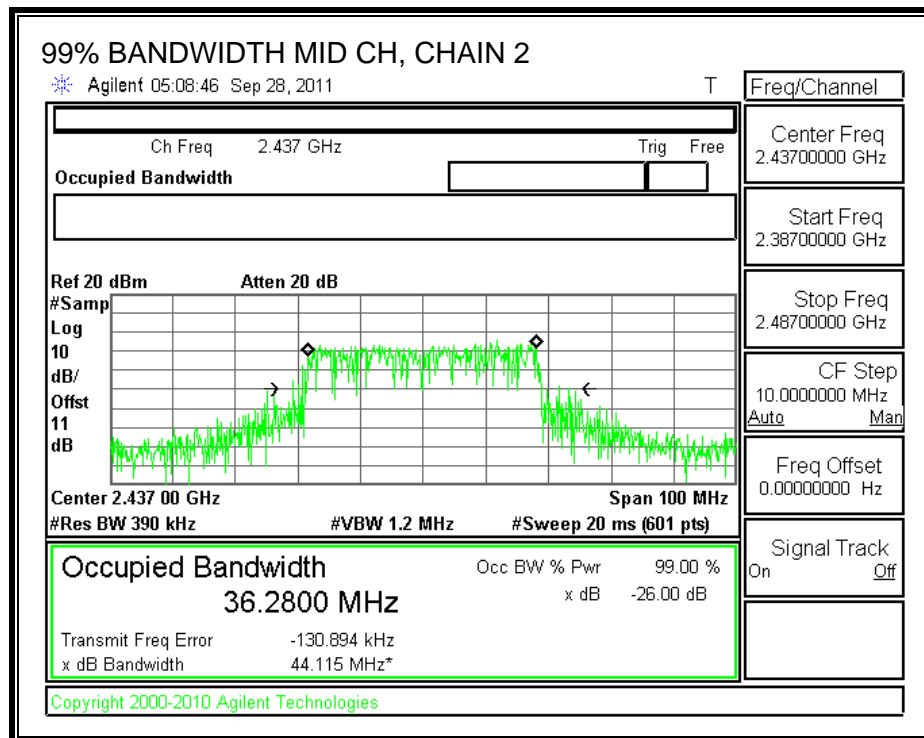 99% BANDWIDTH MID CH, CHAIN 2
Agilent 05:08:46 Sep 28, 2011 T
Freq/Channel
Ch Freq 2.437 GHz Trig Free
Occupied Bandwidth
Center Freq
2.43700000 GHz
Start Freq
2.38700000 GHz
Stop Freq
2.48700000 GHz
CF Step
10.0000000 MHz
Auto Man
Freq Offset
0.00000000 Hz
Signal Track
On Off
Ref 20 dBm Atten 20 dB
#Samp
Log
10
dB/
Offst
11
dB
Center 2.437 00 GHz Span 100 MHz
#Res BW 390 kHz #VBW 1.2 MHz #Sweep 20 ms (601 pts)
Occupied Bandwidth Occ BW % Pwr 99.00 %
36.2800 MHz x dB -26.00 dB
Transmit Freq Error -130.894 kHz
x dB Bandwidth 44.115 MHz*
Copyright 2000-2010 Agilent Technologies